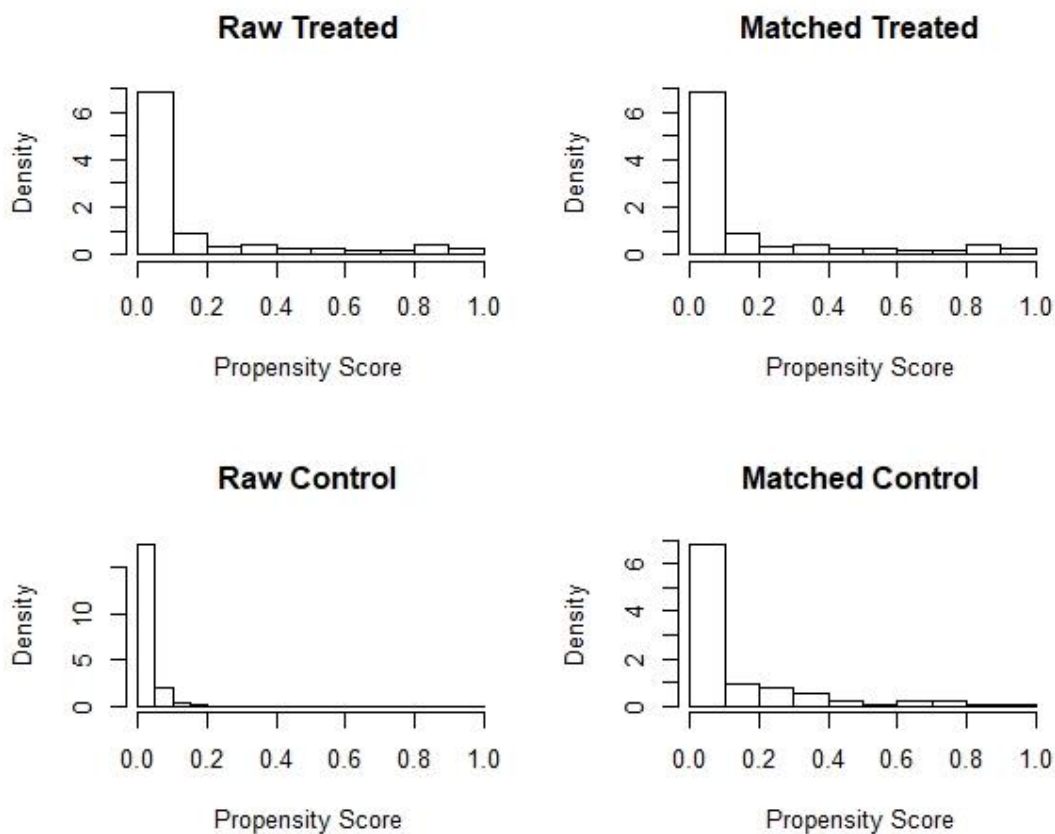 Raw Treated
Matched Treated
Density
0 2 4 6
0.0 0.2 0.4 0.6 0.8 1.0
Propensity Score
Density
0 2 4 6
0.0 0.2 0.4 0.6 0.8 1.0
Propensity Score
Raw Control
Matched Control
Density
0 5 10
0.0 0.2 0.4 0.6 0.8 1.0
Propensity Score
Density
0 2 4 6
0.0 0.2 0.4 0.6 0.8 1.0
Propensity Score